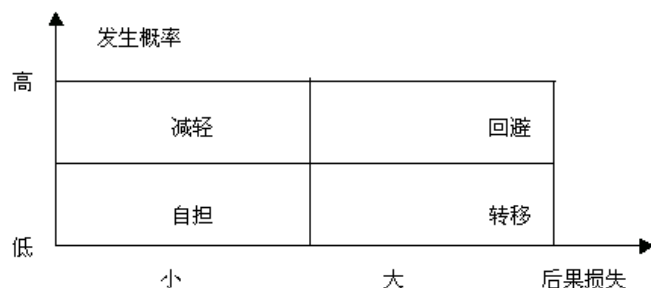 发生概率
高
减轻 回避
自担 转移
低
小 大 后果损失